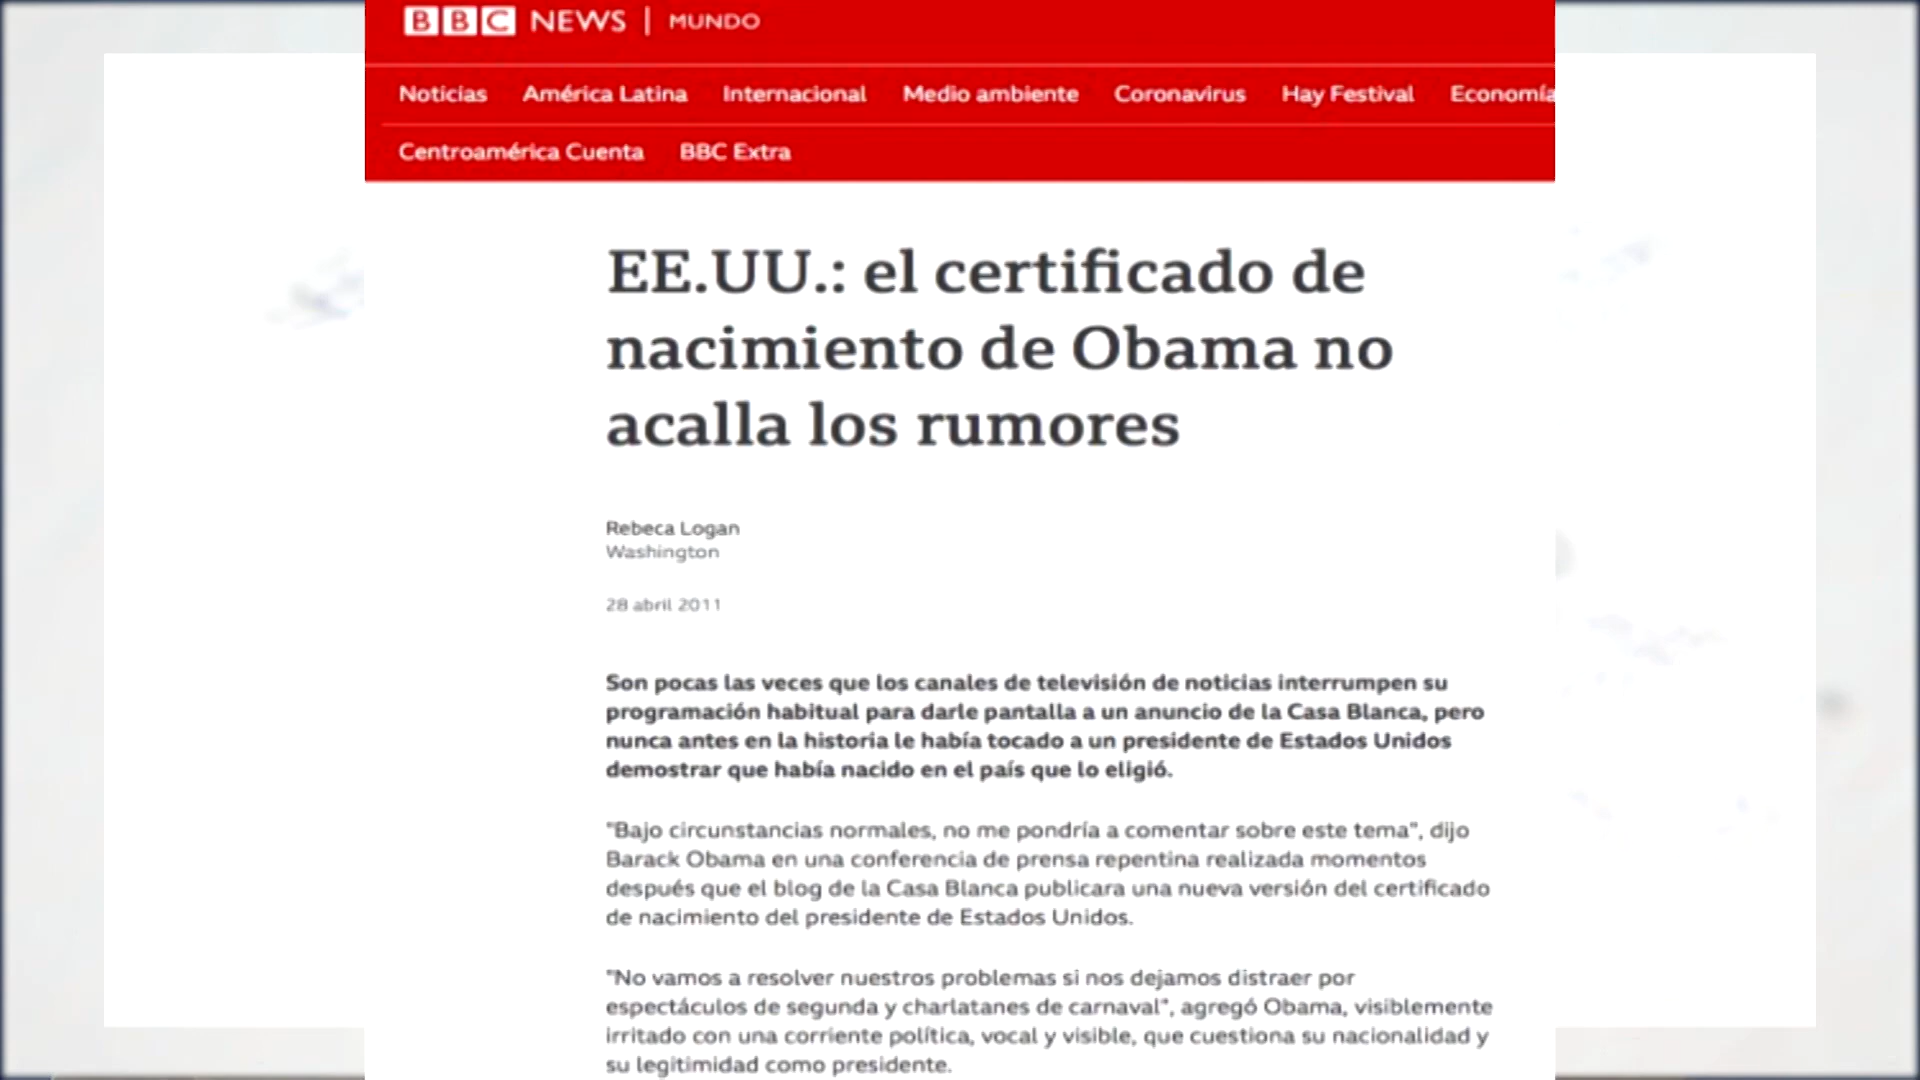 BBC NEWS | MUNDO
Noticias América Latina Internacional Medio ambiente Coronavirus Hay Festival Economía
Centroamérica Cuenta BBC Extra
EE.UU.: el certificado de
nacimiento de Obama no
acalla los rumores
Rebeca Logan
Washington
28 abril 2011
Son pocas las veces que los canales de televisión de noticias interrumpen su
programación habitual para darle pantalla a un anuncio de la Casa Blanca, pero
nunca antes en la historia le había tocado a un presidente de Estados Unidos
demostrar que había nacido en el país que lo eligió.
"Bajo circunstancias normales, no me pondría a comentar sobre este tema", dijo
Barack Obama en una conferencia de prensa repentina realizada momentos
después que el blog de la Casa Blanca publicara una nueva versión del certificado
de nacimiento del presidente de Estados Unidos.
"No vamos a resolver nuestros problemas si nos dejamos distraer por
espectáculos de segunda y charlatanes de carnaval", agregó Obama, visiblemente
irritado con una corriente política, vocal y visible, que cuestiona su nacionalidad y
su legitimidad como presidente.